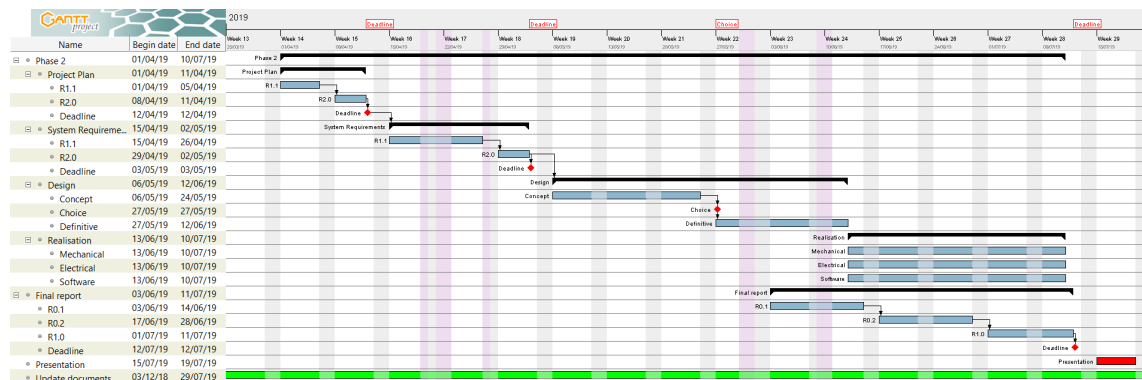 GANTT
project
2019
Deadline Deadline Choice Deadline
Name Begin date End date
Week 13 Week 14 Week 15 Week 16 Week 17 Week 18 Week 19 Week 20 Week 21 Week 22 Week 23 Week 24 Week 25 Week 26 Week 27 Week 28 Week 29
Phase 2 01/04/19 10/07/19 Phase 2
Project Plan 01/04/19 11/04/19 Project Plan
R1.1 01/04/19 05/04/19 R1.1
R2.0 08/04/19 11/04/19 R2.0
Deadline 12/04/19 12/04/19 Deadline
System Requireme... 15/04/19 02/05/19 System Requirements
R1.1 15/04/19 26/04/19 R1.1
R2.0 29/04/19 02/05/19 R2.0
Deadline 03/05/19 03/05/19 Deadline
Design 06/05/19 12/06/19 Design
Concept 06/05/19 24/05/19 Concept
Choice 27/05/19 27/05/19 Choice
Definitive 27/05/19 12/06/19 Definitive
Realisation 13/06/19 10/07/19 Realisation
Mechanical 13/06/19 10/07/19 Mechanical
Electrical 13/06/19 10/07/19 Electrical
Software 13/06/19 10/07/19 Software
Final report 03/06/19 11/07/19 Final report
R0.1 03/06/19 14/06/19 R0.1
R0.2 17/06/19 28/06/19 R0.2
R1.0 01/07/19 11/07/19 R1.0
Deadline 12/07/19 12/07/19 Deadline
Presentation 15/07/19 19/07/19 Presentation
Update documents 03/12/18 29/07/19